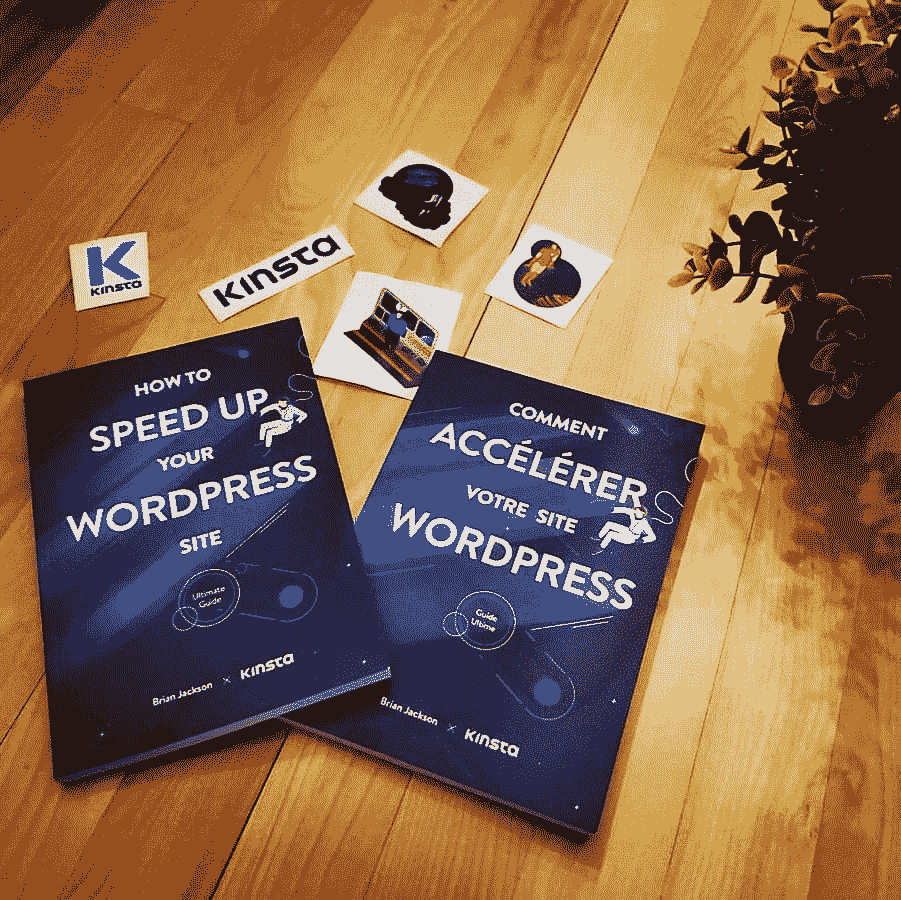 K
KINSTA
KINSTA
HOW TO
SPEED UP
YOUR
WORDPRESS
SITE
Ultimate
Guide
Brian Jackson × KINSTA
COMMENT
ACCÉLÉRER
VOTRE SITE
WORDPRESS
Guide
Ultime
Brian Jackson × KINSTA